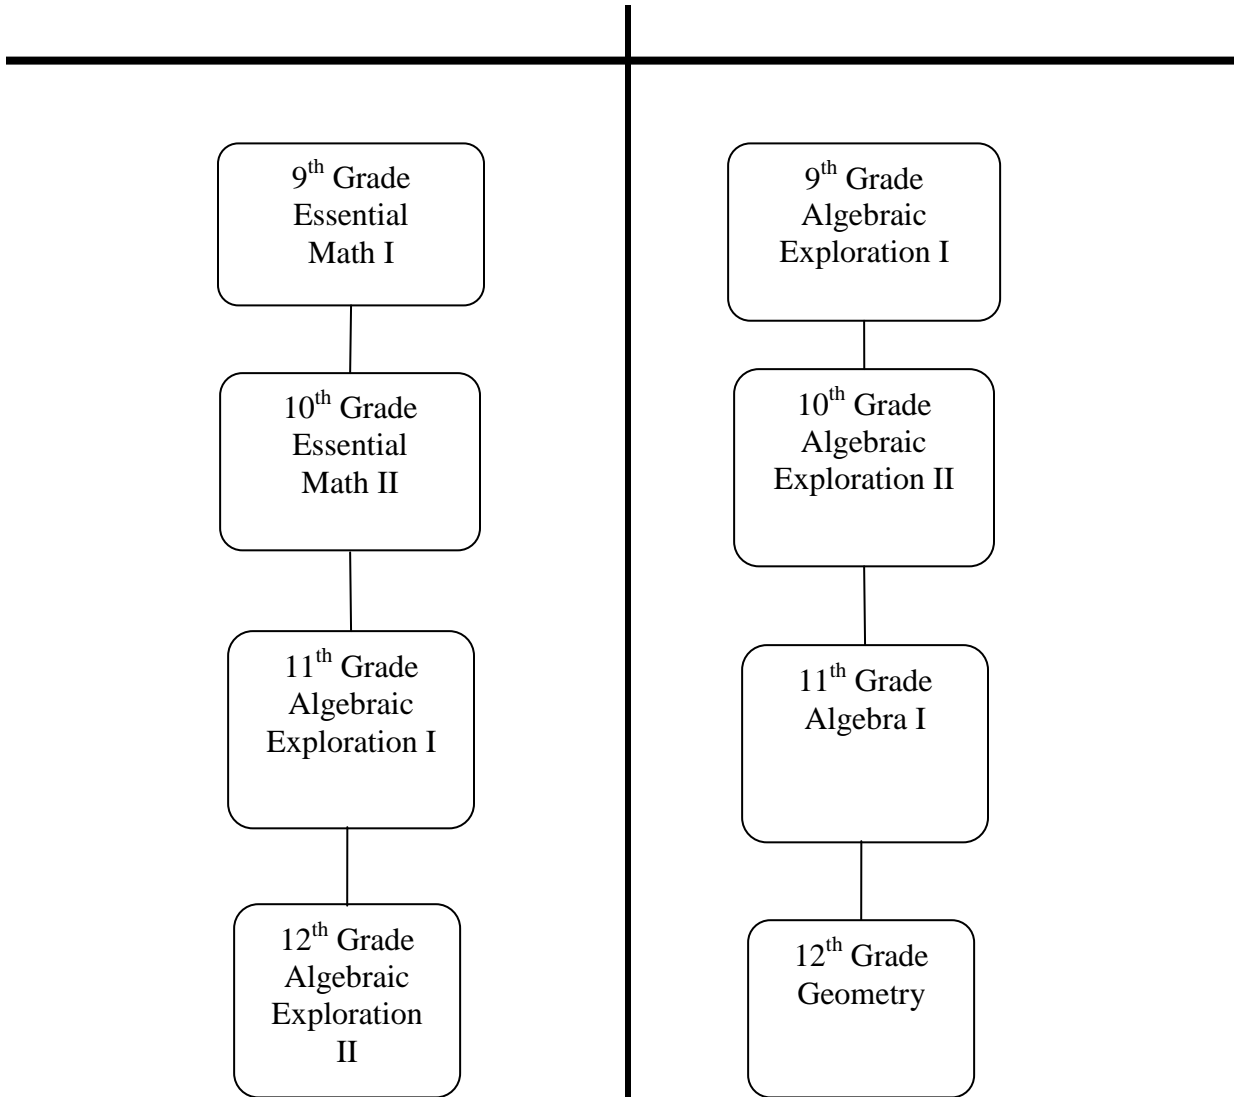 9th Grade
Essential
Math I
10th Grade
Essential
Math II
11th Grade
Algebraic
Exploration I
12th Grade
Algebraic
Exploration
II
9th Grade
Algebraic
Exploration I
10th Grade
Algebraic
Exploration II
11th Grade
Algebra I
12th Grade
Geometry